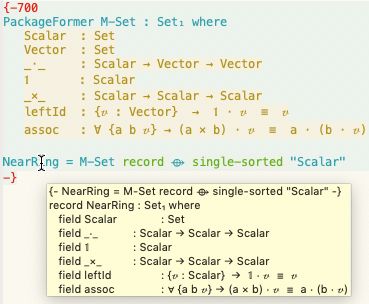 {-700
PackageFormer M-Set : Set₁ where
Scalar : Set
Vector : Set
_·_ : Scalar → Vector → Vector
𝟙 : Scalar
_×_ : Scalar → Scalar → Scalar
leftId : {𝓋 : Vector} → 𝟙 · 𝓋 ≡ 𝓋
assoc : ∀ {a b 𝓋} → (a × b) · 𝓋 ≡ a · (b · 𝓋)
NearRing = M-Set record ⟴ single-sorted "Scalar"
-}
{- NearRing = M-Set record ⟴ single-sorted "Scalar" -}
record NearRing : Set₁ where
field Scalar : Set
field _·_ : Scalar → Scalar → Scalar
field 𝟙 : Scalar
field _×_ : Scalar → Scalar → Scalar
field leftId : {𝓋 : Scalar} → 𝟙 · 𝓋 ≡ 𝓋
field assoc : ∀ {a b 𝓋} → (a × b) · 𝓋 ≡ a · (b · 𝓋)